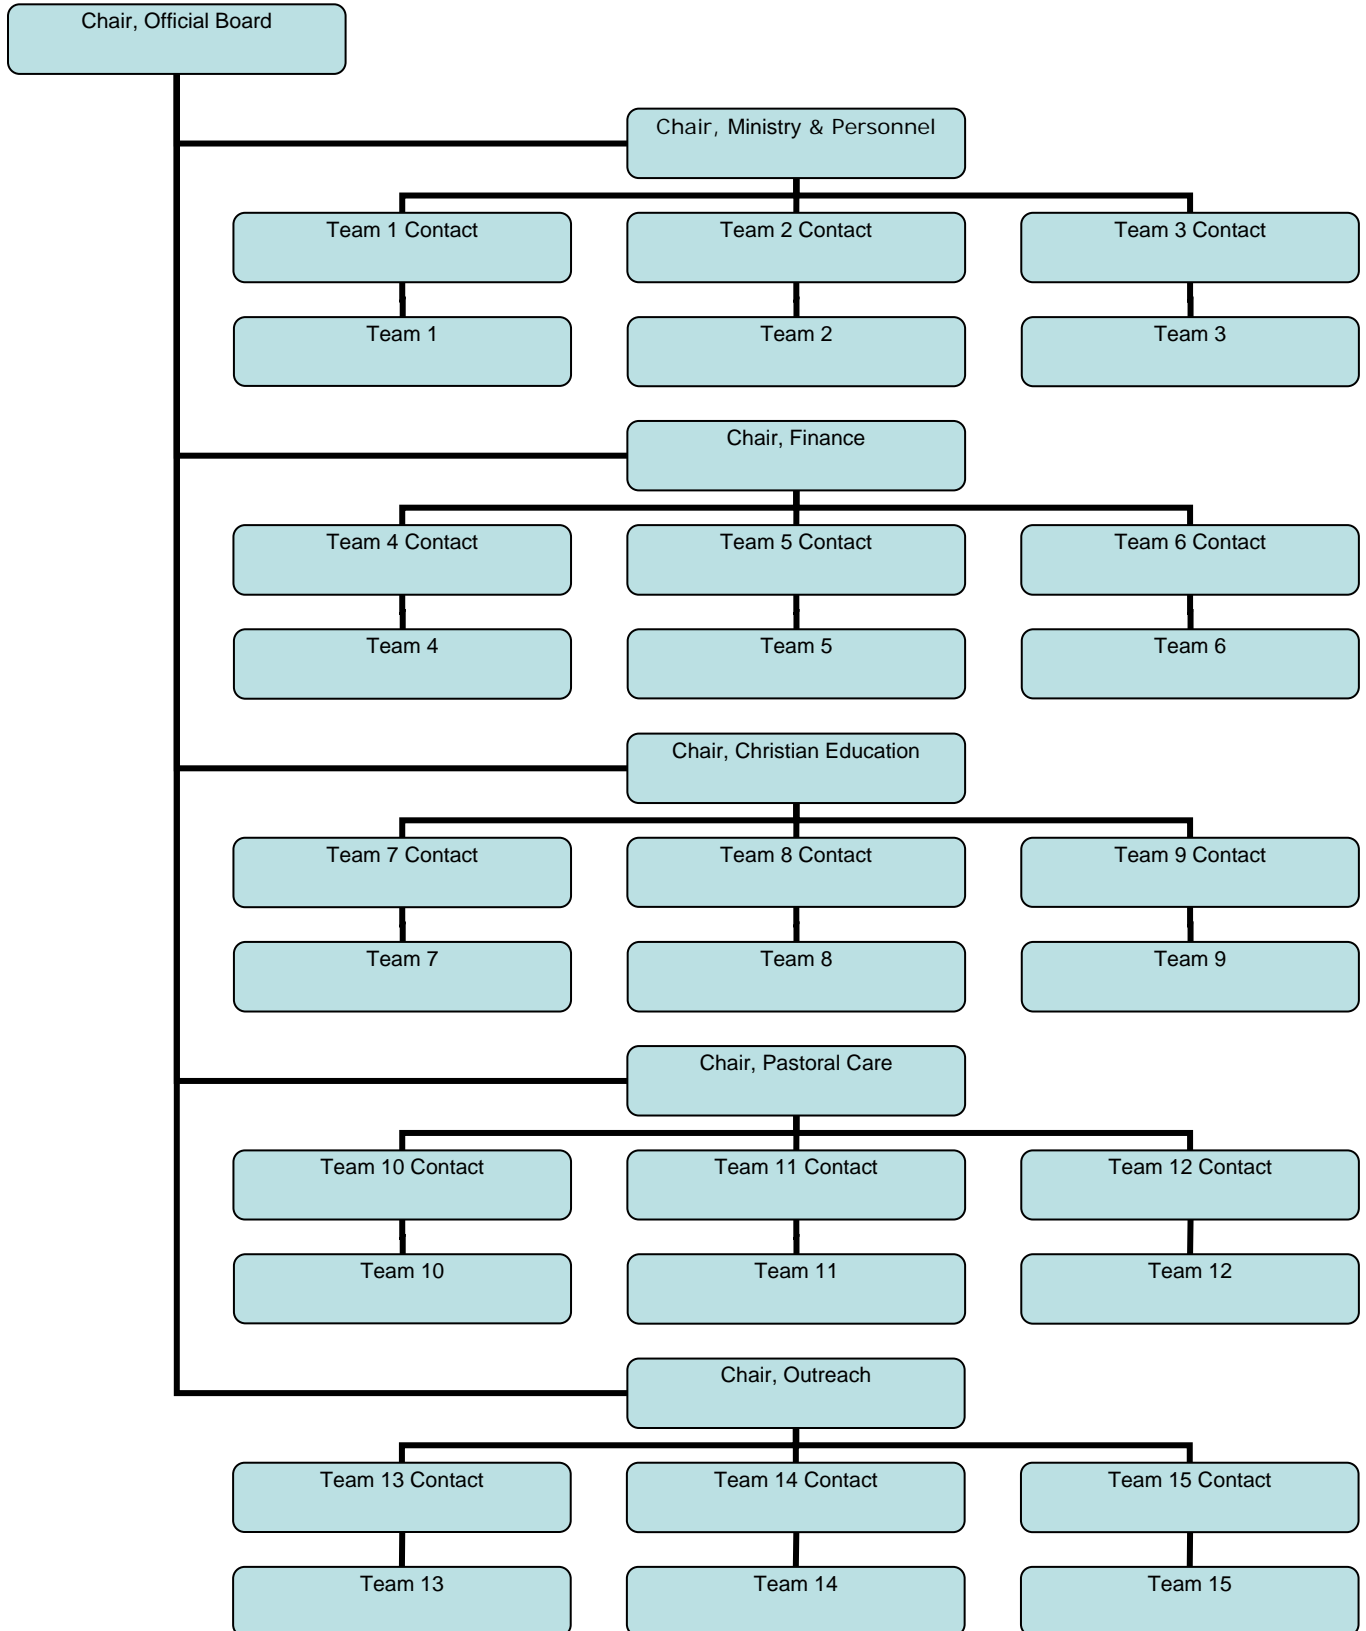 Chair, Official Board
Chair, Ministry & Personnel
Team 1 Contact
Team 2 Contact
Team 3 Contact
Team 1
Team 2
Team 3
Chair, Finance
Team 4 Contact
Team 5 Contact
Team 6 Contact
Team 4
Team 5
Team 6
Chair, Christian Education
Team 7 Contact
Team 8 Contact
Team 9 Contact
Team 7
Team 8
Team 9
Chair, Pastoral Care
Team 10 Contact
Team 11 Contact
Team 12 Contact
Team 10
Team 11
Team 12
Chair, Outreach
Team 13 Contact
Team 14 Contact
Team 15 Contact
Team 13
Team 14
Team 15